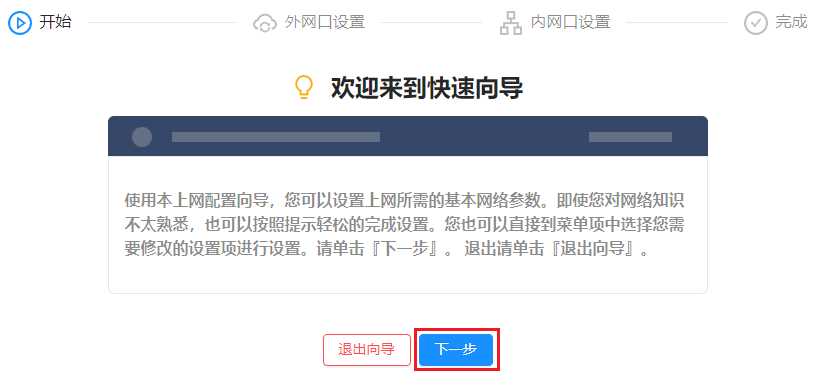 开始
外网口设置
内网口设置
完成
欢迎来到快速向导
使用本上网配置向导，您可以设置上网所需的基本网络参数。即使您对网络知识
不太熟悉，也可以按照提示轻松的完成设置。您也可以直接到菜单项中选择您需
要修改的设置项进行设置。请单击『下一步』。 退出请单击『退出向导』。
退出向导
下一步